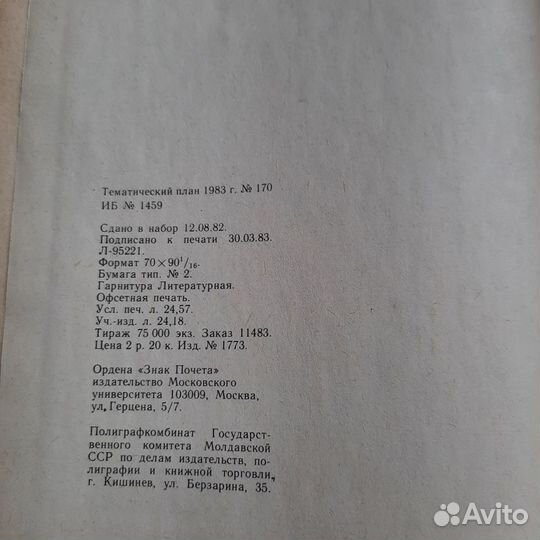 Тематический план 1983 г. № 170
ИБ № 1459
Сдано в набор 12.08.82.
Подписано к печати 30.03.83.
Л-95221.
Формат 70×90¹/₁₆.
Бумага тип. № 2.
Гарнитура Литературная.
Офсетная печать.
Усл. печ. л. 24,57.
Уч.-изд. л. 24,18.
Тираж 75 000 экз. Заказ 11483.
Цена 2 р. 20 к. Изд. № 1773.
Ордена «Знак Почета»
издательство Московского
университета 103009, Москва,
ул. Герцена, 5/7.
Полиграфкомбинат Государст-
венного комитета Молдавской
ССР по делам издательств, по-
лиграфии и книжной торговли,
г. Кишинев, ул. Берзарина, 35.
Avito